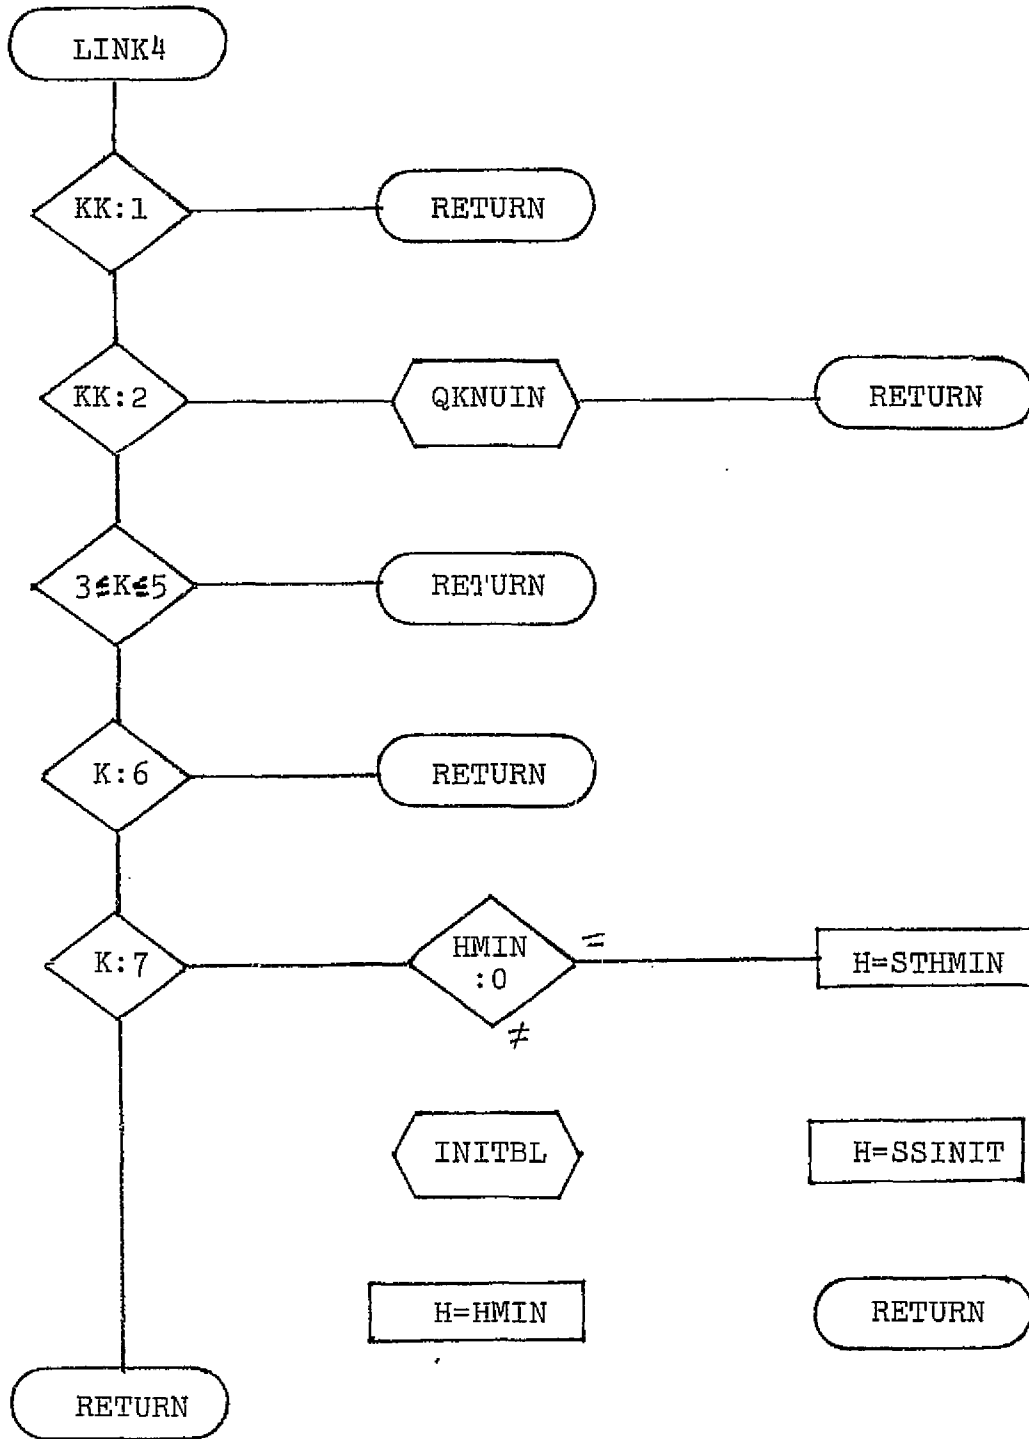 LINK4
KK:1
RETURN
KK:2
QKNUIN
RETURN
3≤K≤5
RETURN
K:6
RETURN
K:7
HMIN
:0
=
≠
H=STHMIN
INITBL
H=SSINIT
H=HMIN
RETURN
RETURN